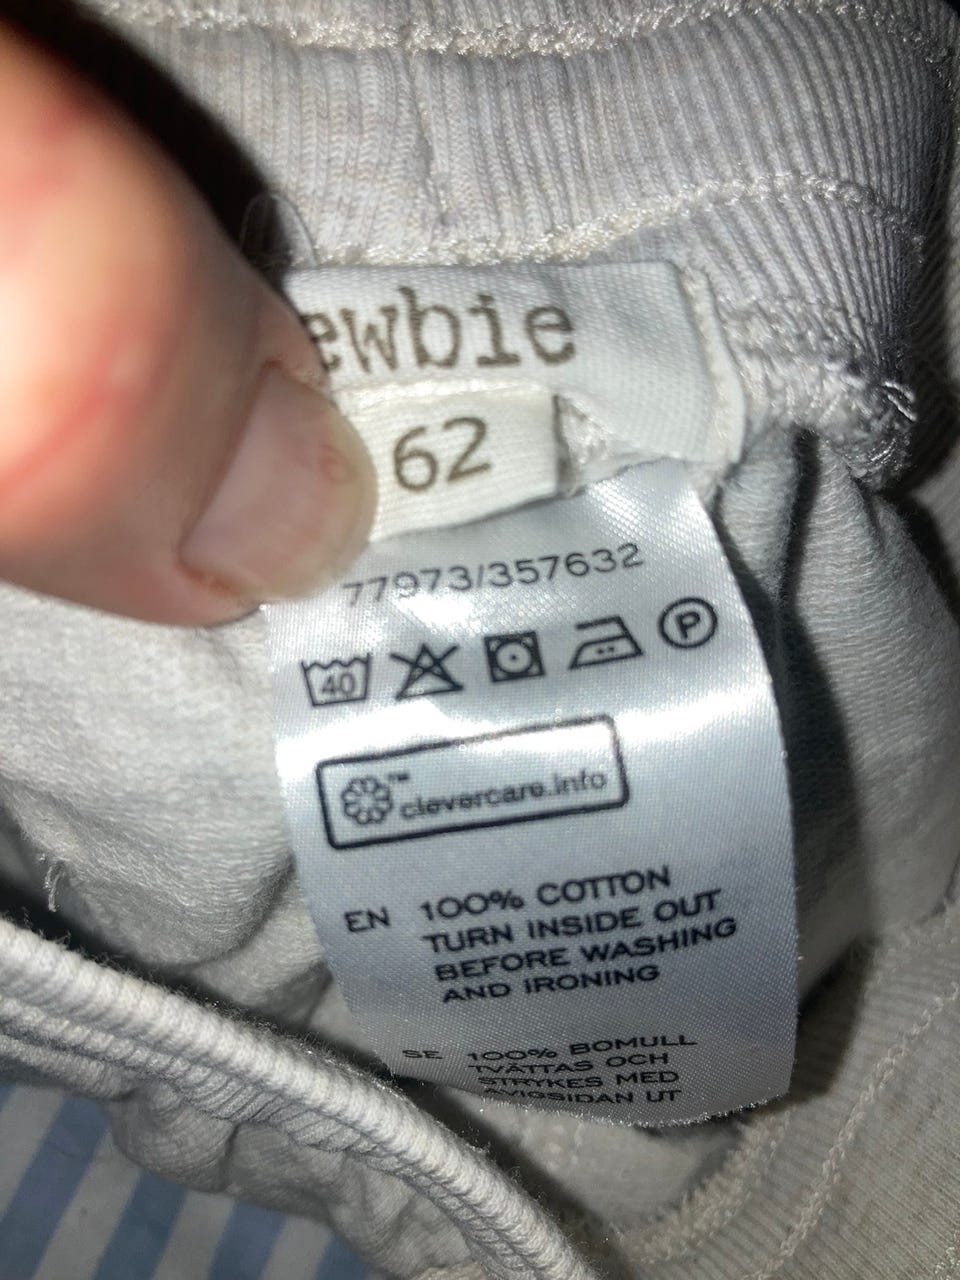 ewbie
62
77973/357632
40 P
™ clevercare.info
EN 100% COTTON
TURN INSIDE OUT
BEFORE WASHING
AND IRONING
SE 100% BOMULL
TVÄTTAS OCH
STRYKES MED
AVIGSIDAN UT